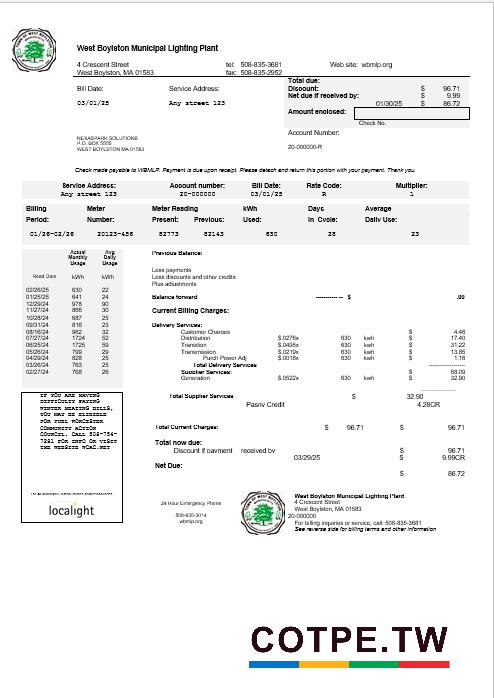 West Boylston Municipal Lighting Plant
4 Crescent Street tel: 508-835-3681 Web site: wbmlp.org
West Boylston, MA 01583 fax: 508-835-2952
Total due:
Bill Date: Service Address: Discount: $ 96.71
Net due if received by: $ 9.99
03/01/25 Any street 123 01/30/25 $ 86.72
Amount enclosed:
Check No.
Account Number:
NEXASPARK SOLUTIONS
P.O. BOX 5555
WEST BOYLSTON MA 01583
20-000000-R
Check made payable to WBMLP. Payment is due upon receipt. Please detach and return this portion with your payment. Thank you.
Service Address: Account number: Bill Date: Rate Code: Multiplier:
Any street 123 20-000000 03/01/25 R 1
Billing Meter Meter Reading kWh Days Average
Period: Number: Present: Previous: Used: In Cycle: Daily Use:
01/26-02/26 20123-456 82773 82143 630 28 23
Actual Monthly Usage Avg Daily Usage
Read Date kWh kWh
02/26/25 630 22
01/25/25 641 24
12/29/24 978 90
11/27/24 866 30
10/28/24 687 25
09/31/24 816 23
08/16/24 962 32
07/27/24 1724 52
06/25/24 1725 59
05/26/24 799 29
04/29/24 828 25
03/26/24 763 25
02/27/24 768 26
Previous Balance:
Less payments
Less discounts and other credits
Plus adjustments
Balance forward ------------ $ .00
Current Billing Charges:
Delivery Services:
Customer Charges $ 4.46
Distribution $.0276x 630 kwh $ 17.40
Transition $.0495x 630 kwh $ 31.22
Transmission $.0219x 630 kwh $ 13.85
Purch Power Adj $.0018x 630 kwh $ 1.16
Total Delivery Services ----------------
Supplier Services: $ 68.09
Generation $.0522x 630 kwh $ 32.90
Total Supplier Services $ 32.90
Pasny Credit 4.28CR
Total Current Charges: $ 96.71 $ 96.71
Total now due: $ 96.71
Discount if payment received by 03/29/25 $ 9.99CR
Net Due: $ 86.72
IF YOU ARE HAVING
DIFFICULTY PAYING
WINTER HEATING BILLS,
YOU MAY BE ELIGIBLE
FOR FUEL WORCESTER
COMMUNITY ACTION
COUNCIL. CALL 508-754-
7281 FOR INFO OR VISIT
THE WEBSITE WCAC.NET
localight
24 Hour Emergency Phone
508-835-3014
wbmlp.org
West Boylston Municipal Lighting Plant
4 Crescent Street
West Boylston, MA 01583
20-000000
For billing inquiries or service, call: 508-835-3681
See reverse side for billing terms and other information
COTPE.TW